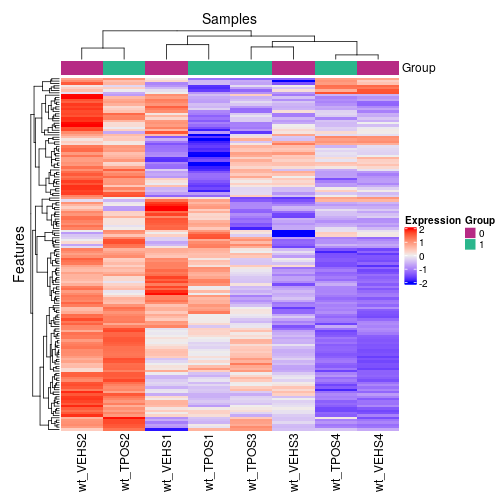 Samples
Group
Features
Expression
2
1
0
-1
-2
Group
0
1
wt_VEHS2
wt_TPOS2
wt_VEHS1
wt_TPOS1
wt_TPOS3
wt_VEHS3
wt_TPOS4
wt_VEHS4